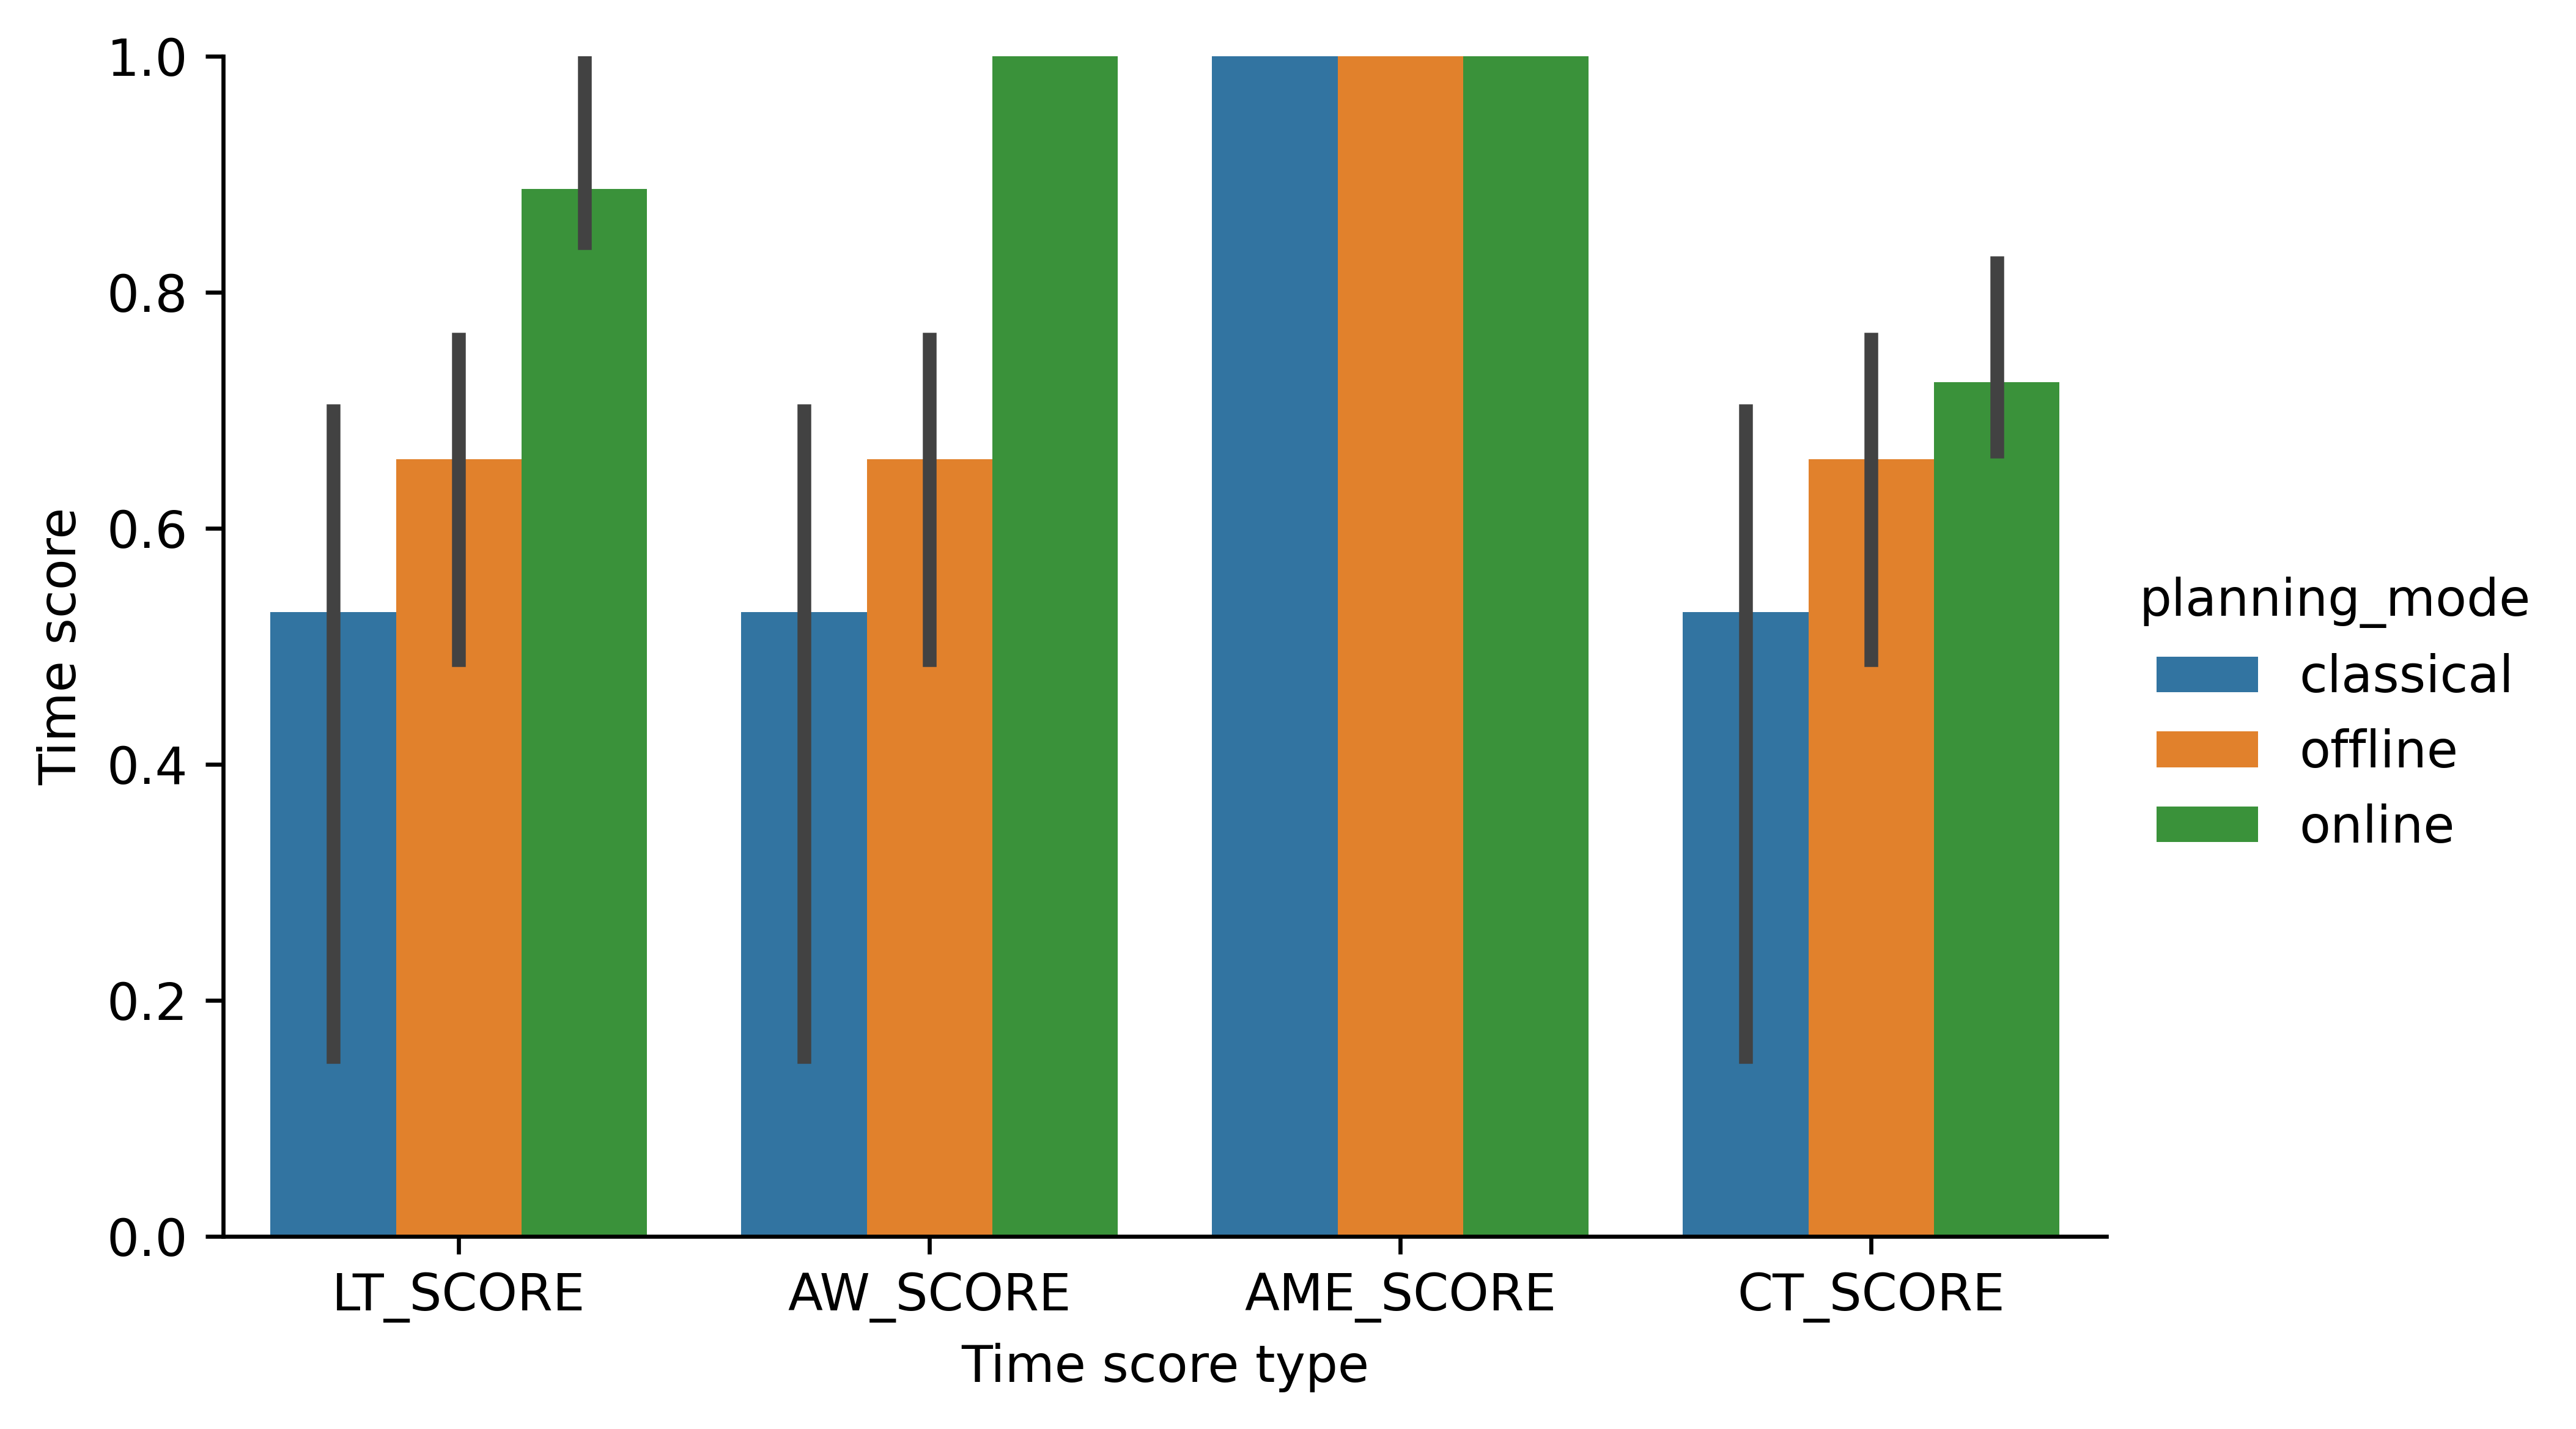 1.0
0.8
0.6
0.4
0.2
0.0
Time score
LT_SCORE
AW_SCORE
AME_SCORE
CT_SCORE
Time score type
planning_mode
classical
offline
online